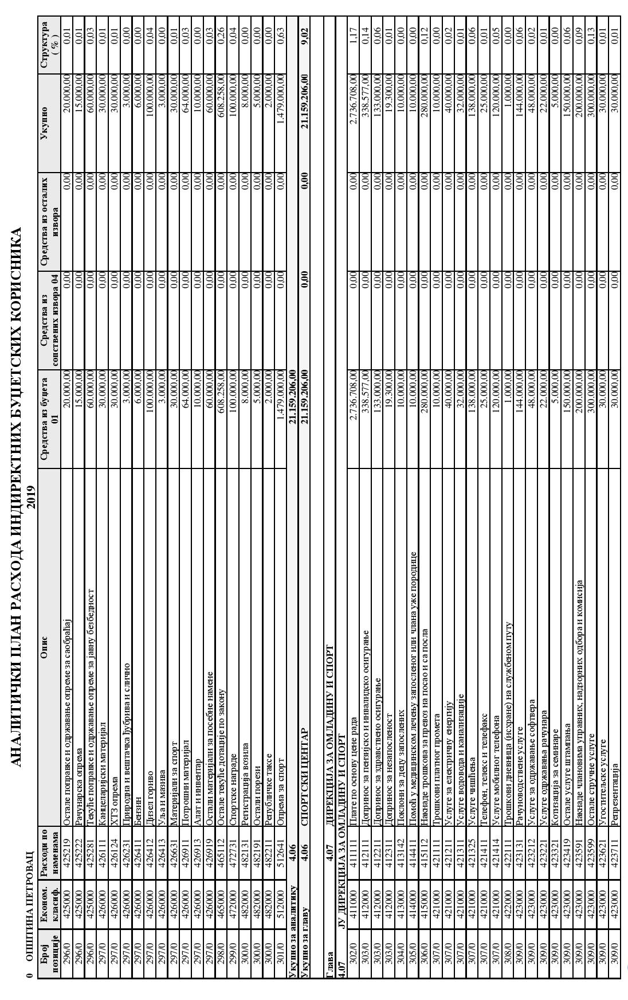 АНАЛИТИЧКИ ПЛАН РАСХОДА ИНДИРЕКТНИХ БУЏЕТСКИХ КОРИСНИКА
2019
0 ОПШТИНА ПЕТРОВАЦ
Број позиције Економ. класиф. Расходи по наменама Опис Средства из буџета 01 Средства из сопствених извора 04 Средства из осталих извора Укупно Структура ( % )
296/0 425000 425219 Остале поправке и одржавање опреме за саобраћај 20.000,00 0,00 0,00 20.000,00 0,01
296/0 425000 425222 Рачунарска опрема 15.000,00 0,00 0,00 15.000,00 0,01
296/0 425000 425281 Текуће поправке и одржавање опреме за јавну безбедност 60.000,00 0,00 0,00 60.000,00 0,03
297/0 426000 426111 Канцеларијски материјал 30.000,00 0,00 0,00 30.000,00 0,01
297/0 426000 426124 ХТЗ опрема 30.000,00 0,00 0,00 30.000,00 0,01
297/0 426000 426231 Природна и вештачка ђубрива и слично 3.000,00 0,00 0,00 3.000,00 0,00
297/0 426000 426411 Бензин 6.000,00 0,00 0,00 6.000,00 0,00
297/0 426000 426412 Дизел гориво 100.000,00 0,00 0,00 100.000,00 0,04
297/0 426000 426413 Уља и мазива 3.000,00 0,00 0,00 3.000,00 0,00
297/0 426000 426631 Материјали за спорт 30.000,00 0,00 0,00 30.000,00 0,01
297/0 426000 426911 Потрошни материјал 64.000,00 0,00 0,00 64.000,00 0,03
297/0 426000 426913 Алат и инвентар 10.000,00 0,00 0,00 10.000,00 0,00
297/0 426000 426919 Остали материјали за посебне намене 60.000,00 0,00 0,00 60.000,00 0,03
298/0 465000 465112 Остале текуће дотације по закону 608.258,00 0,00 0,00 608.258,00 0,26
299/0 472000 472731 Спортске награде 100.000,00 0,00 0,00 100.000,00 0,04
300/0 482000 482131 Регистрација возила 8.000,00 0,00 0,00 8.000,00 0,00
300/0 482000 482191 Остали порези 5.000,00 0,00 0,00 5.000,00 0,00
300/0 482000 482211 Републичке таксе 2.000,00 0,00 0,00 2.000,00 0,00
301/0 512000 512641 Опрема за спорт 1.479.000,00 0,00 0,00 1.479.000,00 0,63
Укупно за аналитику 4.06 21.159.206,00
Укупно за главу 4.06 СПОРТСКИ ЦЕНТАР 21.159.206,00 0,00 0,00 21.159.206,00 9,02
Глава 4.07 ДИРЕКЦИЈА ЗА ОМЛАДИНУ И СПОРТ
4.07 ЈУ ДИРЕКЦИЈА ЗА ОМЛАДИНУ И СПОРТ
302/0 411000 411111 Плате по основу цене рада 2.736.708,00 0,00 0,00 2.736.708,00 1,17
303/0 412000 412111 Допринос за пензијско и инвалидско осигурање 338.577,00 0,00 0,00 338.577,00 0,14
303/0 412000 412211 Допринос за здравствено осигурање 133.000,00 0,00 0,00 133.000,00 0,06
303/0 412000 412311 Допринос за незапосленост 19.300,00 0,00 0,00 19.300,00 0,01
304/0 413000 413142 Поклони за децу запослених 10.000,00 0,00 0,00 10.000,00 0,00
305/0 414000 414411 Помоћ у медицинском лечењу запосленог или члана уже породице 10.000,00 0,00 0,00 10.000,00 0,00
306/0 415000 415112 Накнаде трошкова за превоз на посао и са посла 280.000,00 0,00 0,00 280.000,00 0,12
307/0 421000 421111 Трошкови платног промета 10.000,00 0,00 0,00 10.000,00 0,00
307/0 421000 421211 Услуге за електричну енергију 40.000,00 0,00 0,00 40.000,00 0,02
307/0 421000 421311 Услуге водовода и канализације 32.000,00 0,00 0,00 32.000,00 0,01
307/0 421000 421325 Услуге чишћења 138.000,00 0,00 0,00 138.000,00 0,06
307/0 421000 421411 Телефон, телекс и телефакс 25.000,00 0,00 0,00 25.000,00 0,01
307/0 421000 421414 Услуге мобилног телефона 120.000,00 0,00 0,00 120.000,00 0,05
308/0 422000 422111 Трошкови дневница (исхране) на службеном путу 1.000,00 0,00 0,00 1.000,00 0,00
309/0 423000 423131 Рачуноводствене услуге 144.000,00 0,00 0,00 144.000,00 0,06
309/0 423000 423212 Услуге за одржавање софтвера 48.000,00 0,00 0,00 48.000,00 0,02
309/0 423000 423221 Услуге одржавања рачунара 22.000,00 0,00 0,00 22.000,00 0,01
309/0 423000 423321 Котизација за семинаре 5.000,00 0,00 0,00 5.000,00 0,00
309/0 423000 423419 Остале услуге штампања 150.000,00 0,00 0,00 150.000,00 0,06
309/0 423000 423591 Накнаде члановима управних, надзорних одбора и комисија 200.000,00 0,00 0,00 200.000,00 0,09
309/0 423000 423599 Остале стручне услуге 300.000,00 0,00 0,00 300.000,00 0,13
309/0 423000 423621 Угоститељске услуге 30.000,00 0,00 0,00 30.000,00 0,01
309/0 423000 423711 Репрезентација 30.000,00 0,00 0,00 30.000,00 0,01